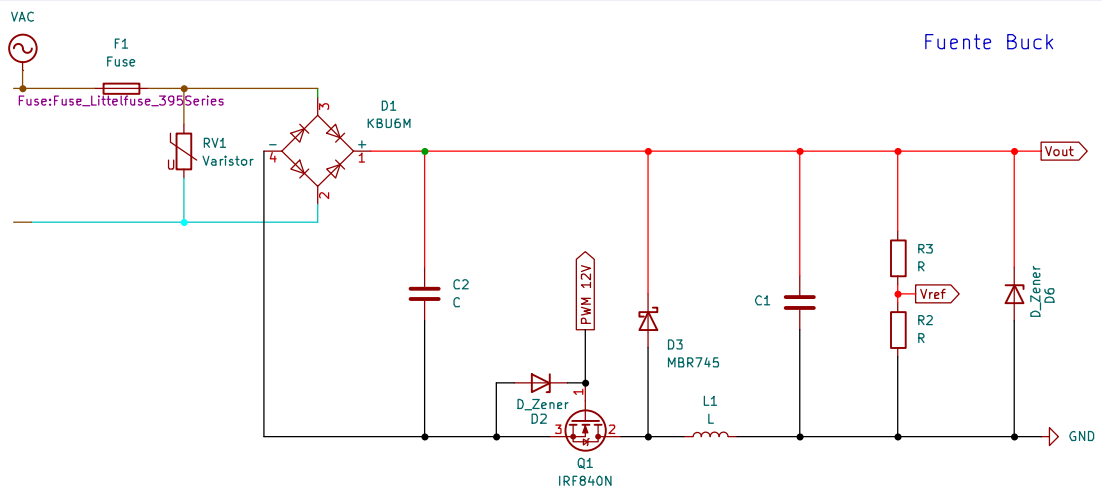 VAC
Fuente Buck
F1
Fuse
Fuse:Fuse_Littelfuse_395Series
3
D1
KBU6M
RV1
Varistor
U
−
4
+
1
2
Vout
C2
C
PWM 12V
D3
MBR745
C1
R3
R
Vref
R2
R
D_Zener
D6
D_Zener
D2
1
3
2
Q1
IRF840N
L1
L
GND